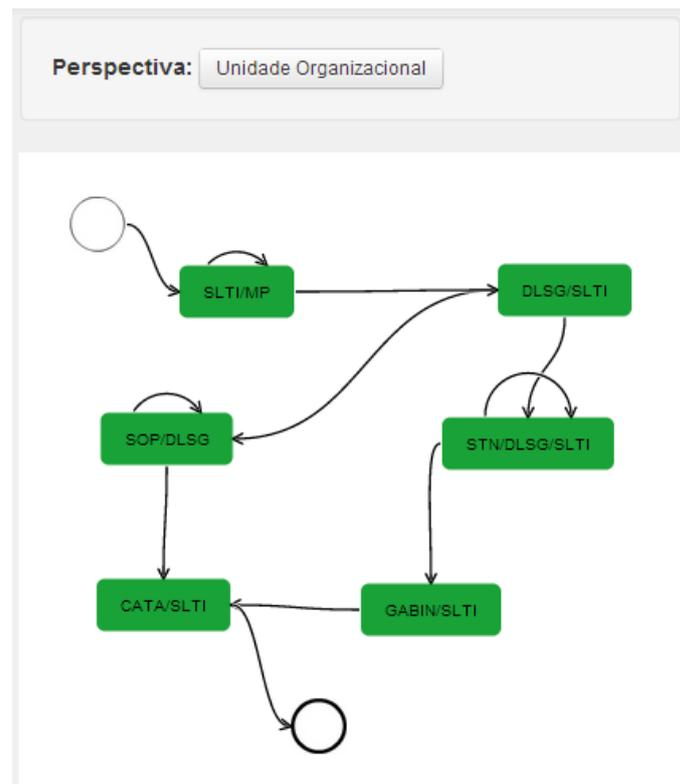 Perspectiva: Unidade Organizacional
SLTI/MP
DLSG/SLTI
SOP/DLSG
STN/DLSG/SLTI
CATA/SLTI
GABIN/SLTI